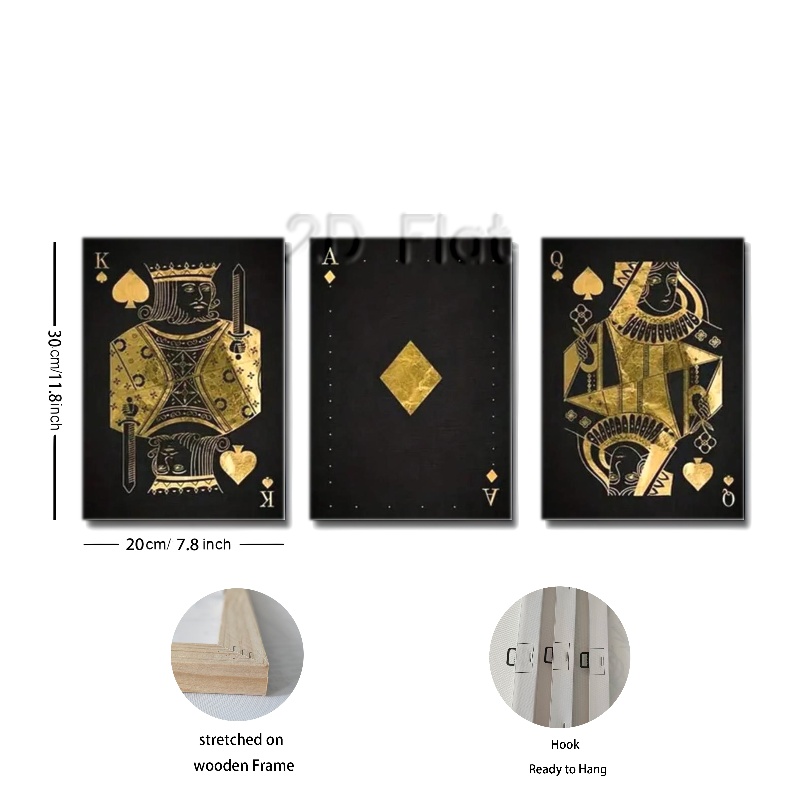 2D Flat
K
A
Q
30cm/11.8inch
K
A
Q
20cm/ 7.8 inch
stretched on
wooden Frame
Hook
Ready to Hang